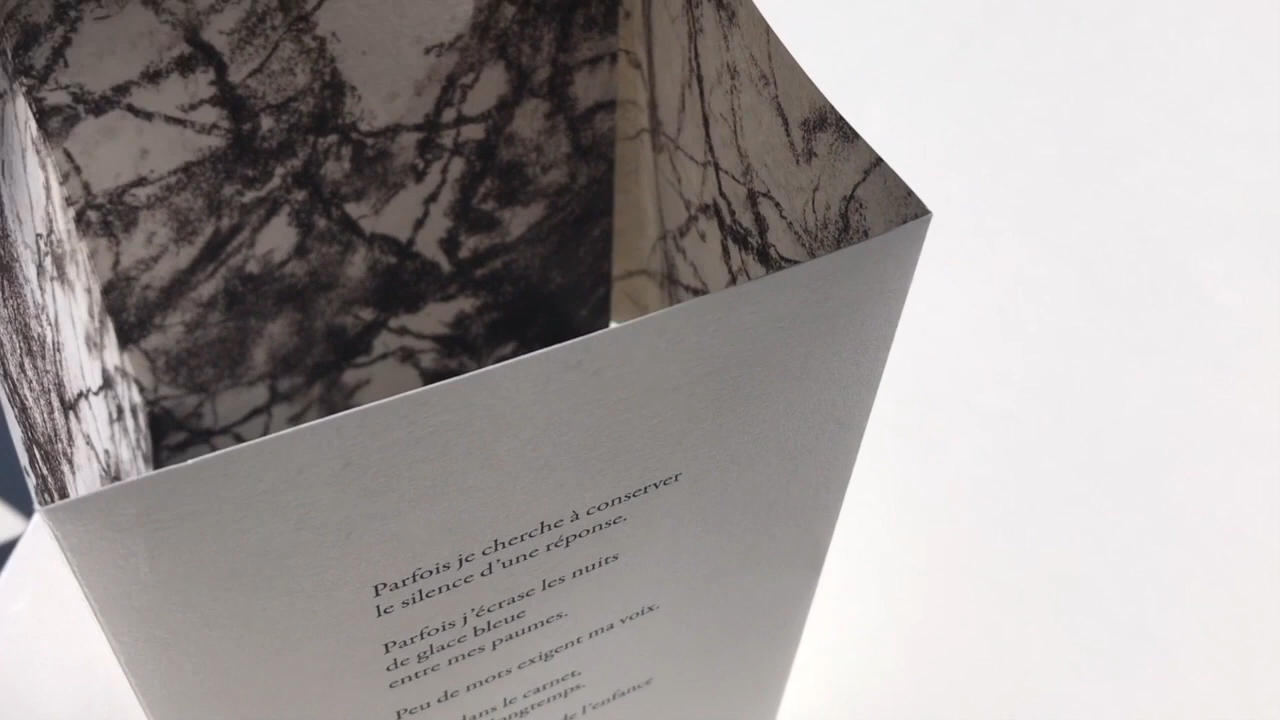 Parfois je cherche à conserver
le silence d'une réponse.
Parfois j'écrase les nuits
de glace bleue
entre mes paumes.
Peu de mots exigent ma voix.
dans le carnet,
longtemps.
de l'enfance